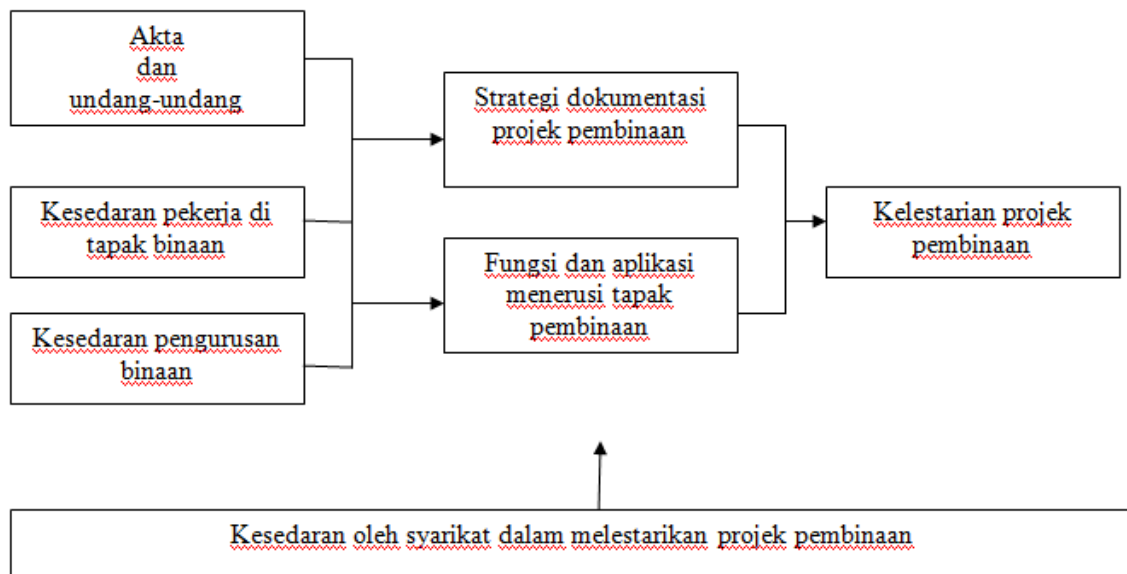 Akta
dan
undang-undang
Kesedaran pekerja di
tapak binaan
Kesedaran pengurusan
binaan
Strategi dokumentasi
projek pembinaan
Fungsi dan aplikasi
menerusi tapak
pembinaan
Kelestarian projek
pembinaan
Kesedaran oleh syarikat dalam melestarikan projek pembinaan